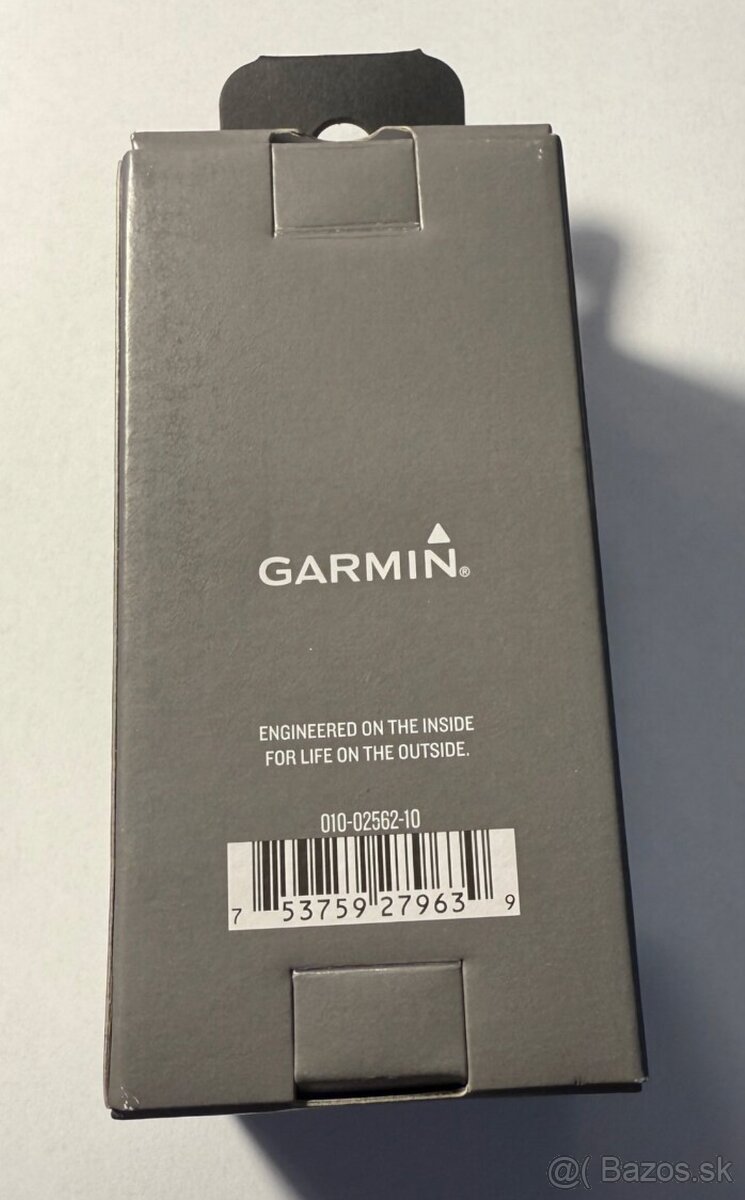 GARMIN®
ENGINEERED ON THE INSIDE
FOR LIFE ON THE OUTSIDE.
010-02562-10
7 53759 27963 9
@( Bazos.sk